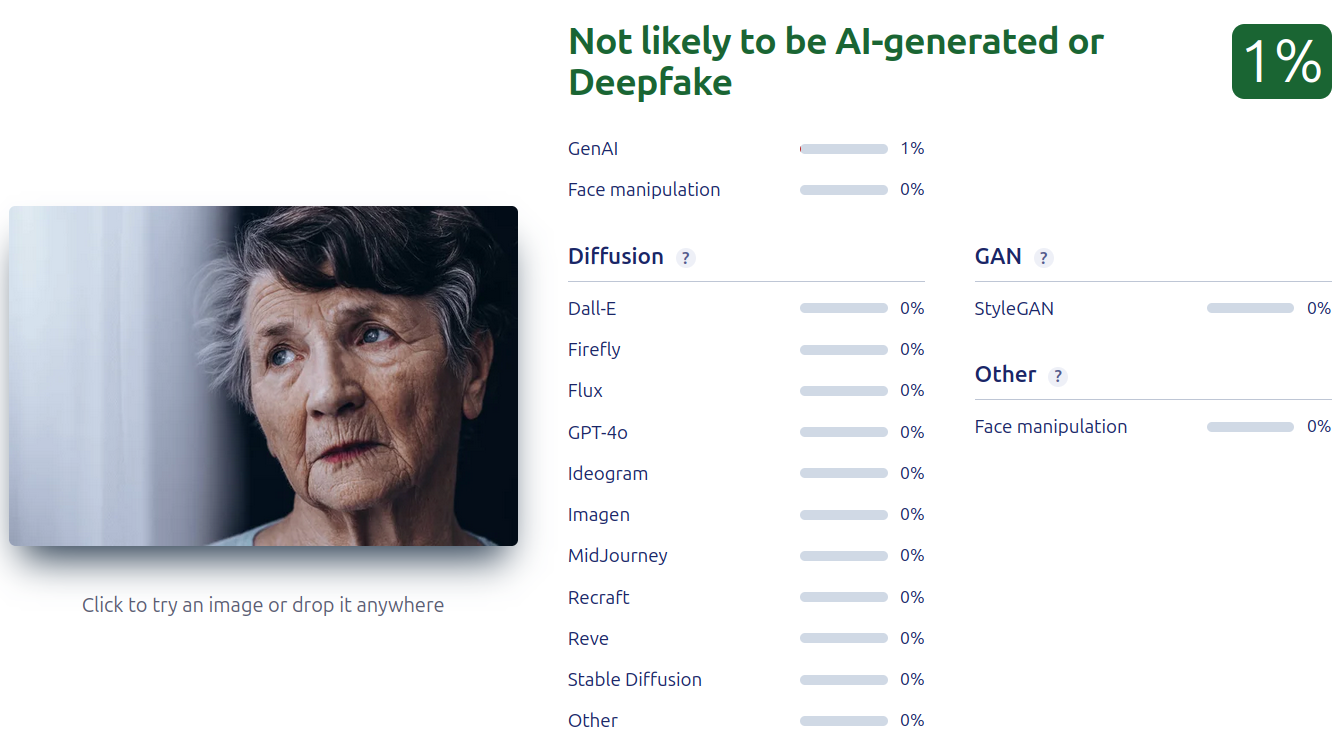 Not likely to be AI-generated or
Deepfake
1%
GenAI 1%
Face manipulation 0%
Diffusion ?
Dall-E 0%
Firefly 0%
Flux 0%
GPT-4o 0%
Ideogram 0%
Imagen 0%
MidJourney 0%
Recraft 0%
Reve 0%
Stable Diffusion 0%
Other 0%
GAN ?
StyleGAN 0%
Other ?
Face manipulation 0%
Click to try an image or drop it anywhere